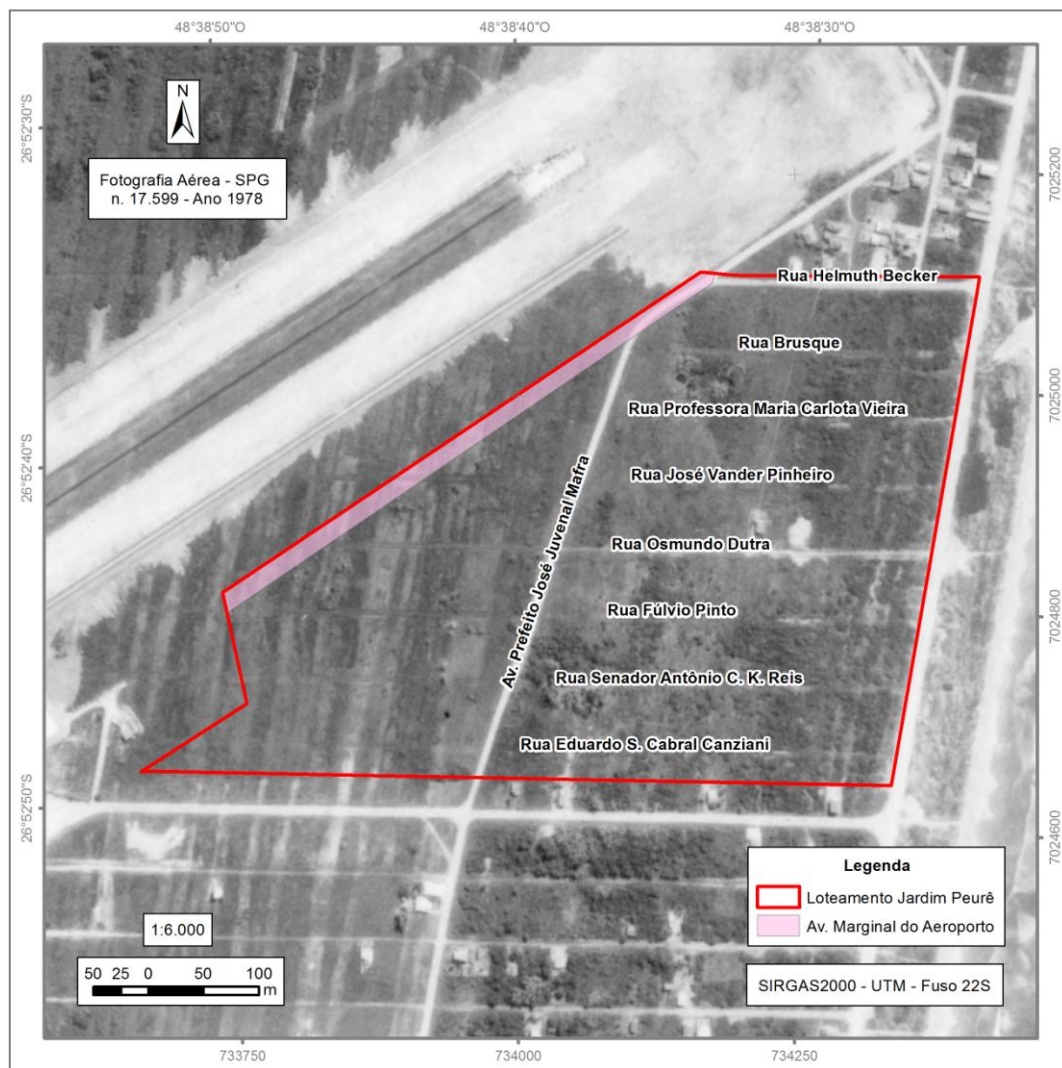 48°38'50"O
48°38'40"O
48°38'30"O
26°52'30"S
26°52'40"S
26°52'50"S
7025200
7025000
7024800
7024600
N
Fotografia Aérea - SPG
n. 17.599 - Ano 1978
Rua Helmuth Becker
Rua Brusque
Rua Professora Maria Carlota Vieira
Rua José Vander Pinheiro
Av. Prefeito José Juvenal Mafra
Rua Osmundo Dutra
Rua Fúlvio Pinto
Rua Senador Antônio C. K. Reis
Rua Eduardo S. Cabral Canziani
Legenda
Loteamento Jardim Peurê
Av. Marginal do Aeroporto
1:6.000
50 25 0 50 100
m
SIRGAS2000 - UTM - Fuso 22S
733750
734000
734250